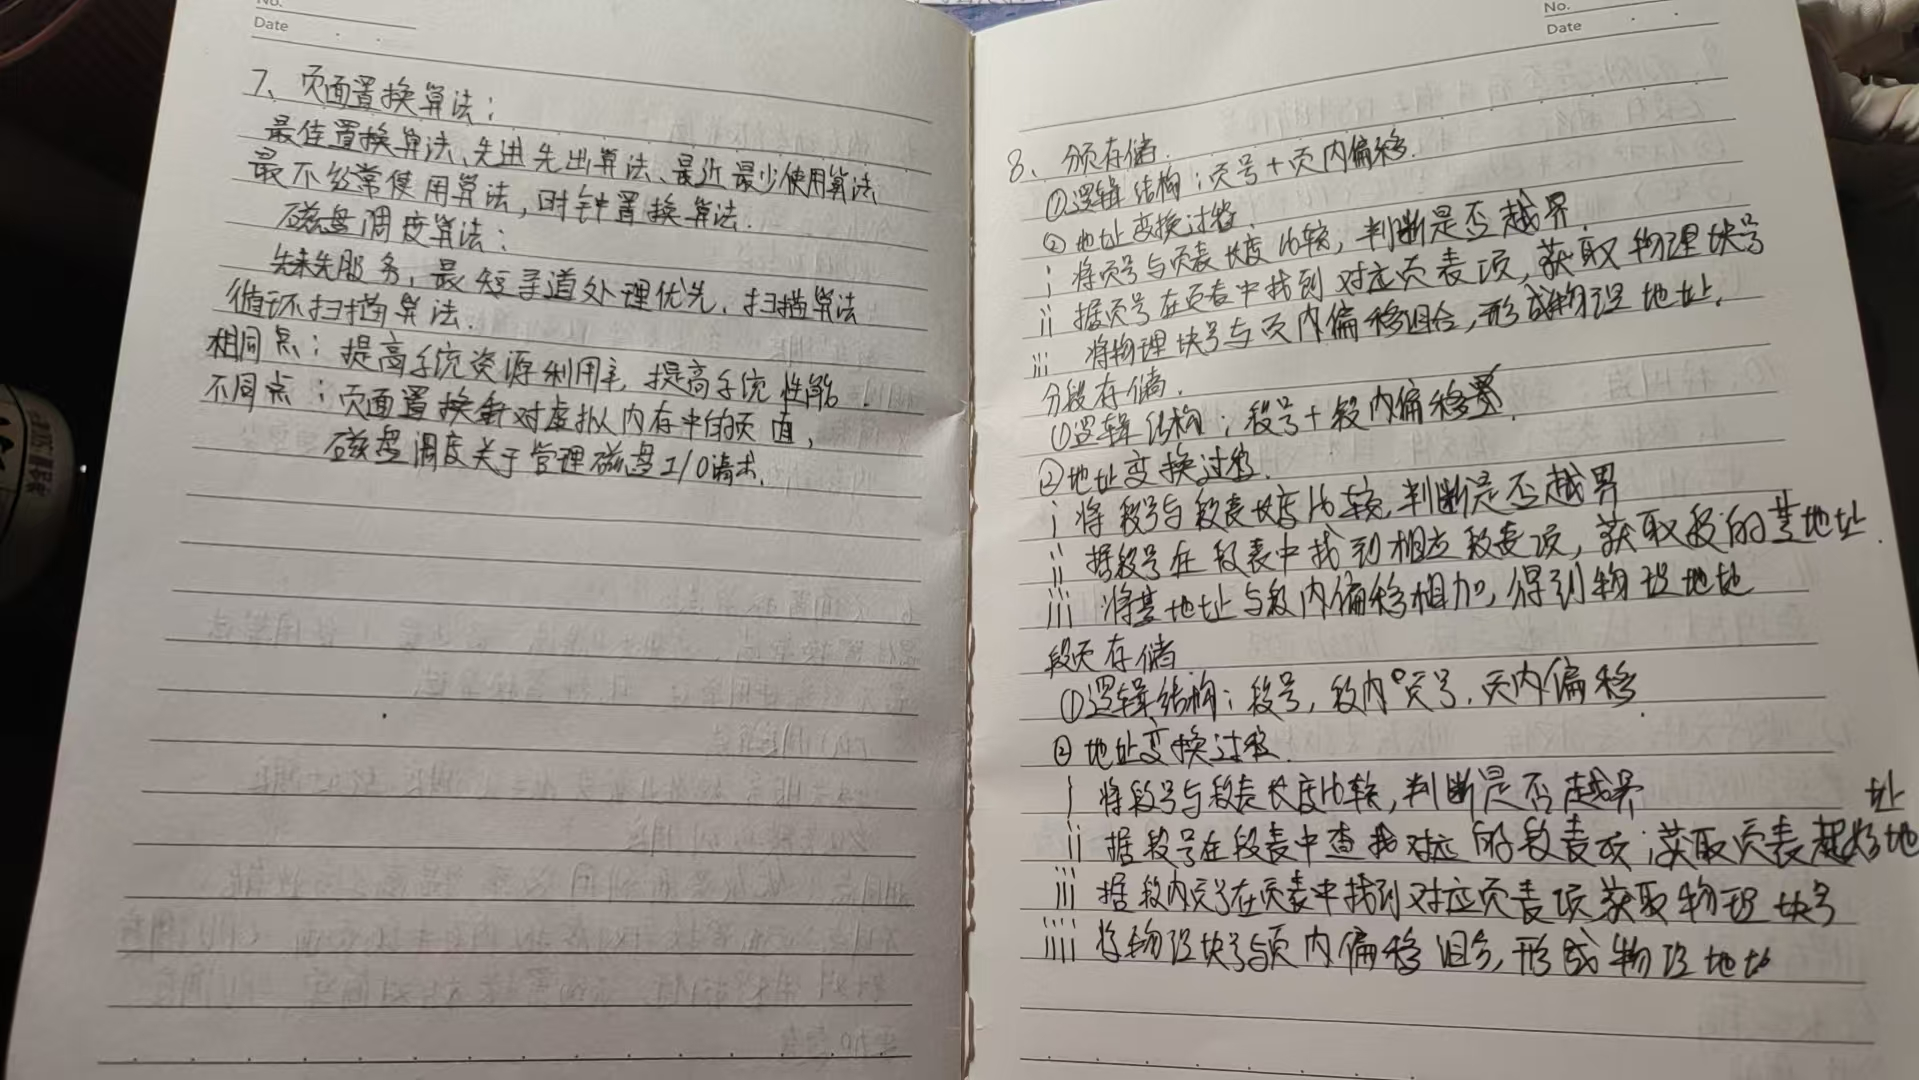 No.
Date
7、页面置换算法：
最佳置换算法、先进先出算法、最近最少使用算法、
最不经常使用算法，时钟置换算法.
磁盘调度算法：
先来先服务，最短寻道处理优先，扫描算法
循环扫描算法.
相同点：提高系统资源利用率，提高系统性能.
不同点：页面置换针对虚拟内存中的页面，
磁盘调度关于管理磁盘I/O请求.
No.
Date
8、分页存储.
①逻辑结构：页号+页内偏移.
②地址变换过程.
i 将页号与页表长度比较，判断是否越界.
ii 据页号在页表中找到对应页表项，获取物理块号
iii 将物理块号与页内偏移组合，形成物理地址.
分段存储.
①逻辑结构：段号+段内偏移量.
②地址变换过程.
i 将段号与段表长度比较，判断是否越界
ii 据段号在段表中找到相应段表项，获取段的基地址.
iii 将基地址与段内偏移相加，得到物理地址
段页存储
①逻辑结构：段号，段内页号，页内偏移.
②地址变换过程.
i 将段号与段表长度比较，判断是否越界
ii 据段号在段表中查找对应的段表项；获取页表起始地址
iii 据段内页号在页表中找到对应页表项获取物理块号
iiii 将物理块号与页内偏移组合，形成物理地址